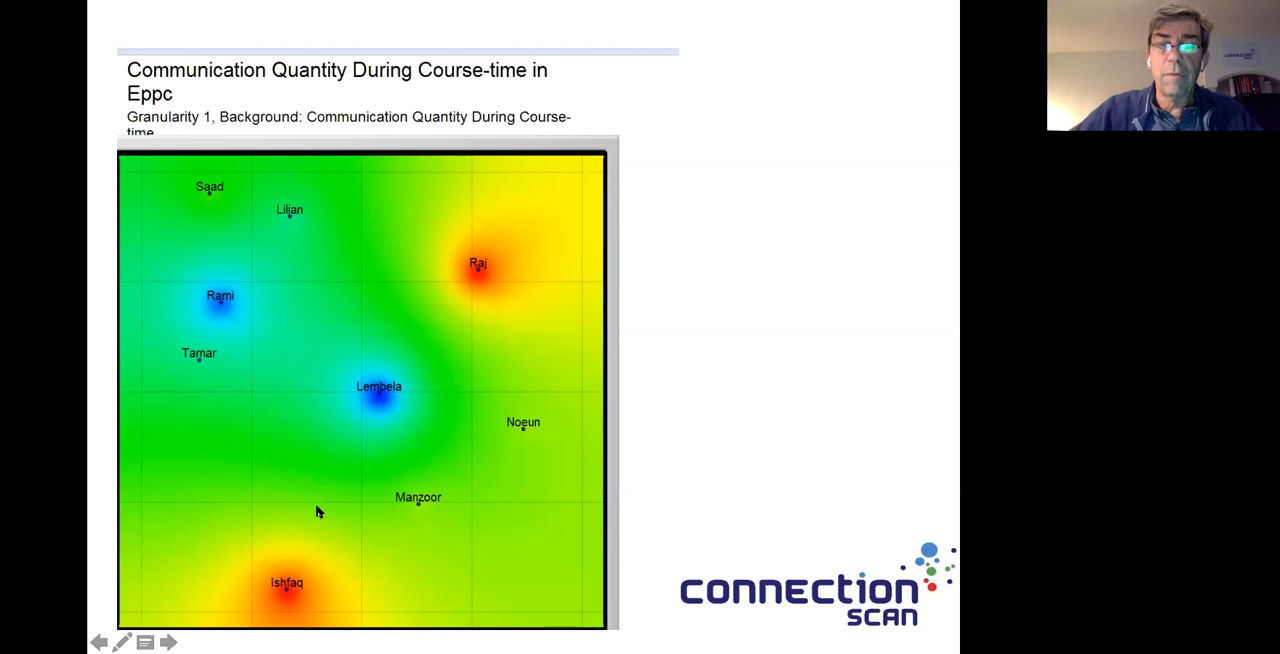 Communication Quantity During Course-time in
Eppc
Granularity 1, Background: Communication Quantity During Course-
time
Saad
Lilian
Raj
Rami
Tamar
Lembela
Noeun
Manzoor
Ishfaq
connection
SCAN
connection